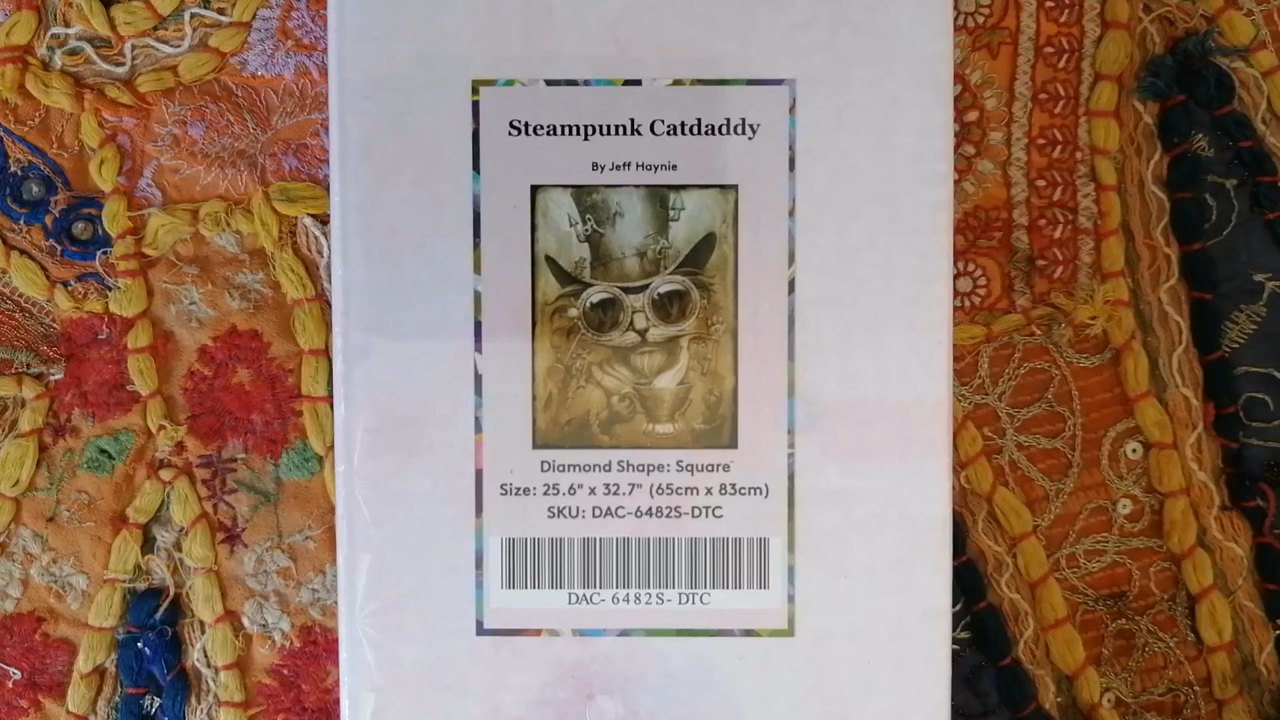 Steampunk Catdaddy
By Jeff Haynie
Diamond Shape: Square
Size: 25.6" x 32.7" (65cm x 83cm)
SKU: DAC-6482S-DTC
DAC- 6482S- DTC